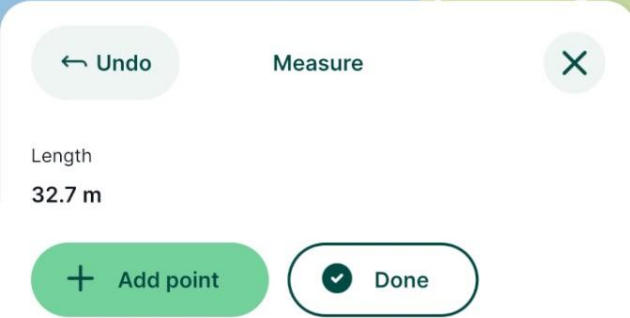 Undo
Measure
Length
32.7 m
Add point
Done